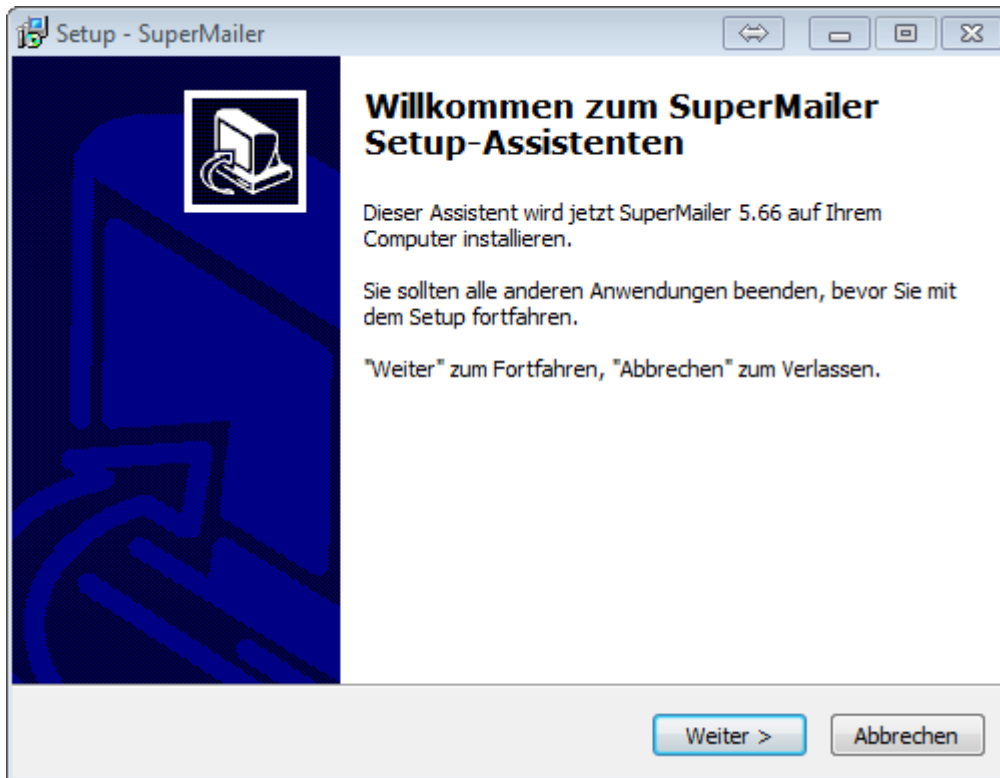 Setup - SuperMailer
Willkommen zum SuperMailer
Setup-Assistenten
Dieser Assistent wird jetzt SuperMailer 5.66 auf Ihrem
Computer installieren.
Sie sollten alle anderen Anwendungen beenden, bevor Sie mit
dem Setup fortfahren.
"Weiter" zum Fortfahren, "Abbrechen" zum Verlassen.
Weiter >
Abbrechen